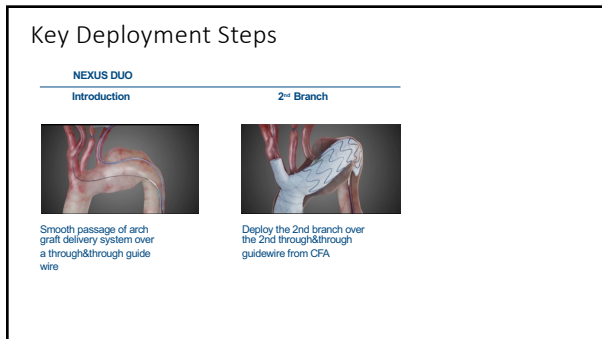 Key Deployment Steps
NEXUS DUO
Introduction
2nd Branch
Smooth passage of arch
graft delivery system over
a through&through guide
wire
Deploy the 2nd branch over
the 2nd through&through
guidewire from CFA